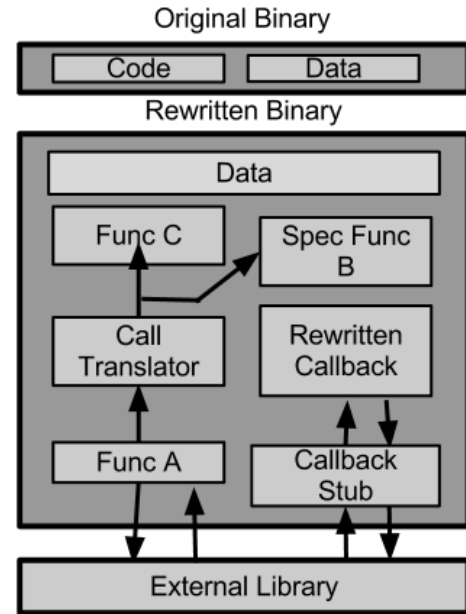 Original Binary
Code
Data
Rewritten Binary
Data
Func C
Spec Func
B
Call
Translator
Rewritten
Callback
Func A
Callback
Stub
External Library